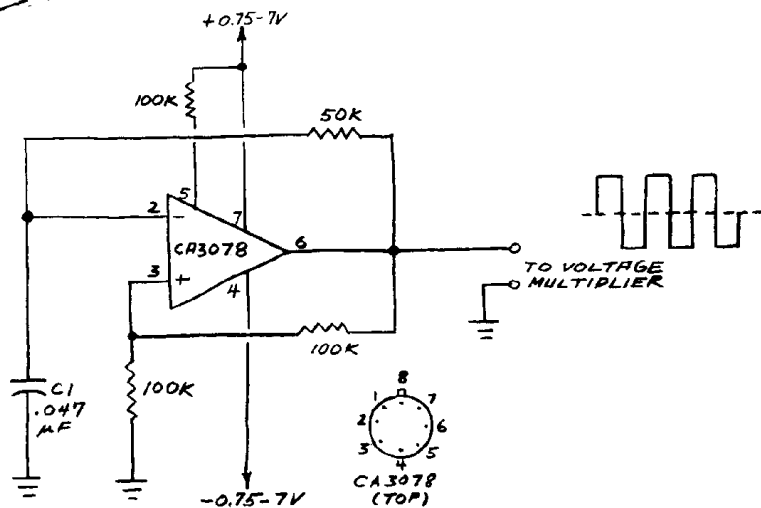 +0.75-7V
100K
50K
5
2
-
7
CA3078
6
3
+
4
TO VOLTAGE
MULTIPLIER
100K
C1
.047
µF
100K
8
1
7
2
6
3
5
4
CA3078
(TOP)
-0.75-7V